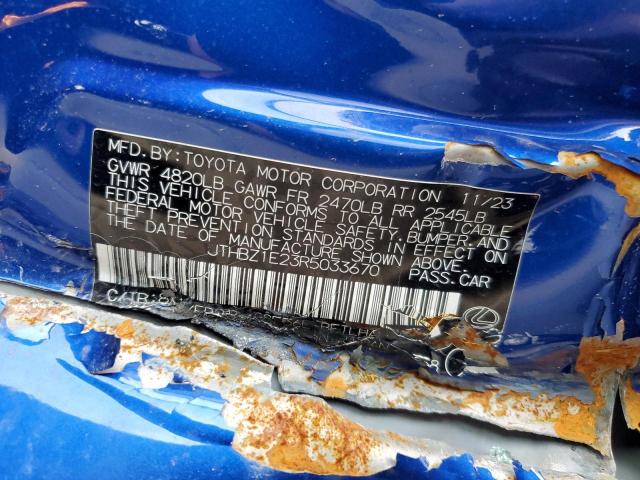 MFD. BY: TOYOTA MOTOR CORPORATION 11/23
GVWR 4820LB GAWR FR 2470LB RR 2545LB
THIS VEHICLE CONFORMS TO ALL APPLICABLE
FEDERAL MOTOR VEHICLE SAFETY, BUMPER, AND
THEFT PREVENTION STANDARDS IN EFFECT ON
THE DATE OF MANUFACTURE SHOWN ABOVE.
JTHBZ1E23R5033670 PASS. CAR
C/TR: 8